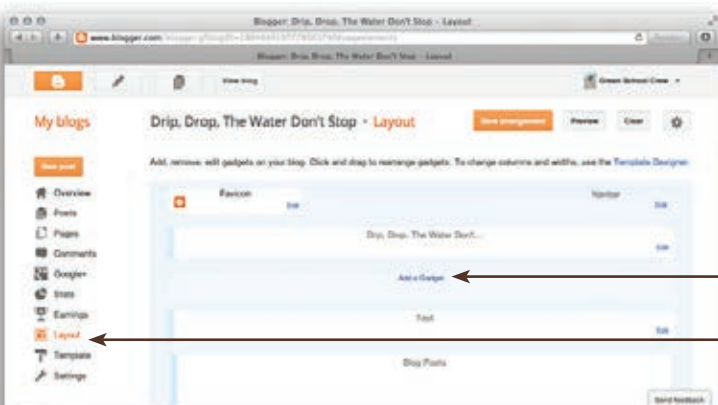 Blogger: Drip, Drop, The Water Don't Stop - Layout
www.blogger.com
Blogger: Drip, Drop, The Water Don't Stop - Layout
View blog
Green School Crew
My blogs
Drip, Drop, The Water Don't Stop · Layout
Save arrangement
Preview
Clear
New post
Add, remove, edit gadgets on your blog. Click and drag to rearrange gadgets. To change columns and widths, use the Template Designer.
Overview
Posts
Pages
Comments
Google+
Stats
Earnings
Layout
Template
Settings
Favicon
Edit
Navbar
Edit
Drip, Drop, The Water Don't...
Edit
Add a Gadget
Text
Edit
Blog Posts
Send feedback